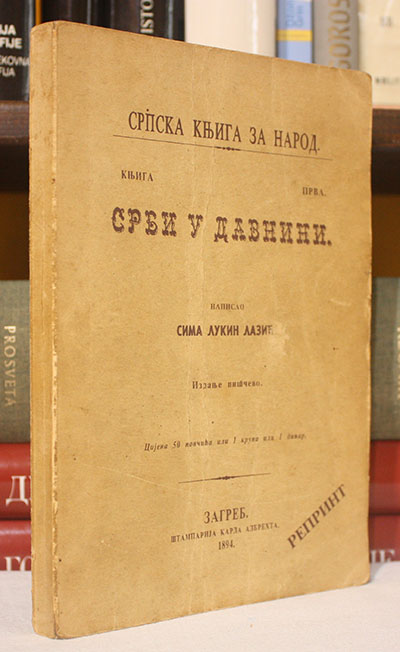 СРПСКА КЊИГА ЗА НАРОД.
КЊИГА ПРВА.
СРБИ У ДАВНИНИ.
НАПИСАО
СИМА ЛУКИН ЛАЗИЋ
Издање пишчево.
Цијена 50 новчића или 1 круна или 1 динар.
ЗАГРЕБ.
ШТАМПАРИЈА КАРЛА АЛБРЕХТА.
1894.
РЕПРИНТ
PROSVETA